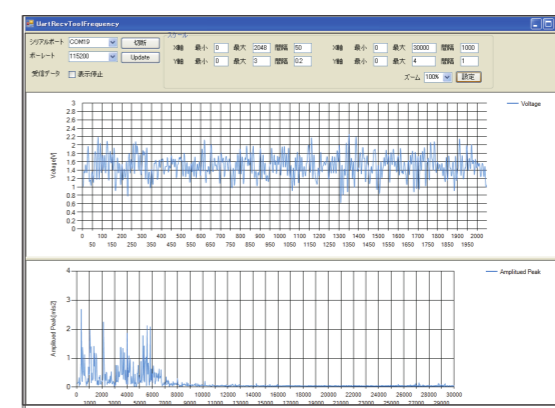 UartRecvToolFrequency
シリアルポート COM19 切断
ボーレート 115200 Update
受信データ 表示停止
スケール
X軸 最小 0 最大 2048 間隔 50 X軸 最小 0 最大 30000 間隔 1000
Y軸 最小 0 最大 3 間隔 0.2 Y軸 最小 0 最大 4 間隔 1
ズーム 100% 設定
Voltage
Voltage[V]
3
2.8
2.6
2.4
2.2
2
1.8
1.6
1.4
1.2
1
0.8
0.6
0.4
0.2
0
0 100 200 300 400 500 600 700 800 900 1000 1100 1200 1300 1400 1500 1600 1700 1800 1900 2000
50 150 250 350 450 550 650 750 850 950 1050 1150 1250 1350 1450 1550 1650 1750 1850 1950
Amplitued Peak
Amplitued Peak[m/s2]
4
3
2
1
0
0 2000 4000 6000 8000 10000 12000 14000 16000 18000 20000 22000 24000 26000 28000 30000
1000 3000 5000 7000 9000 11000 13000 15000 17000 19000 21000 23000 25000 27000 29000